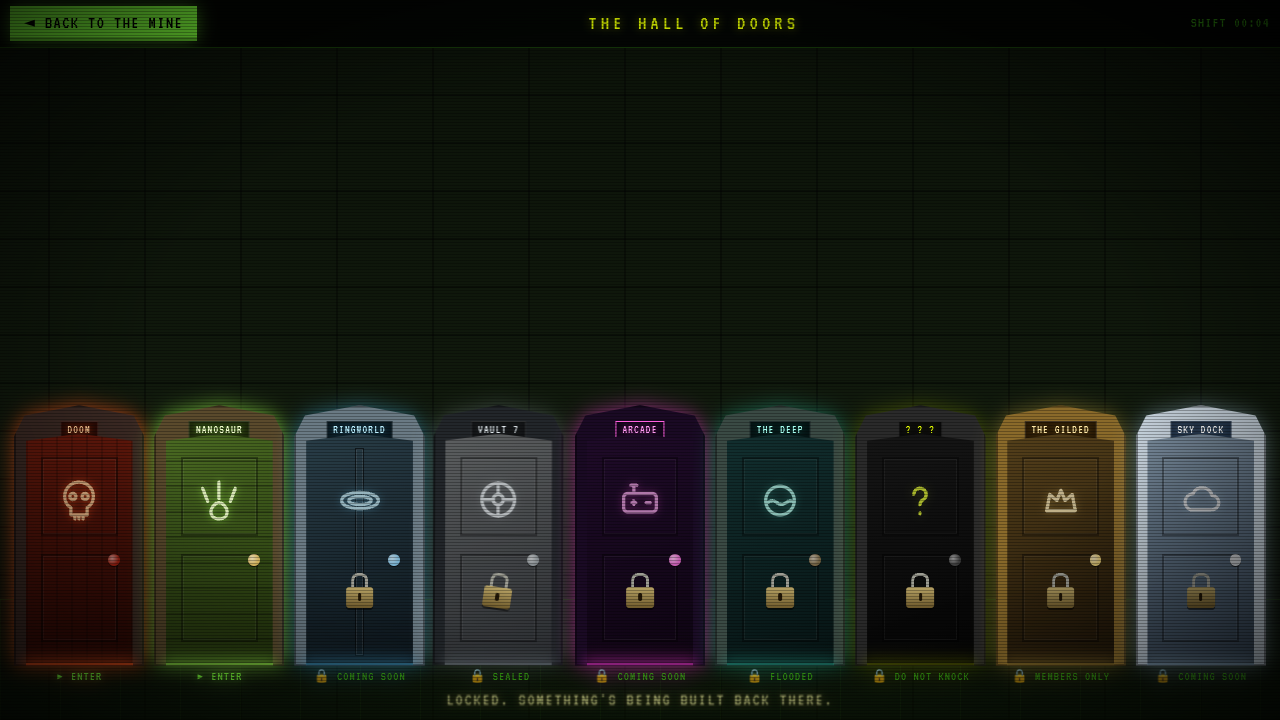 ◄ BACK TO THE MINE
THE HALL OF DOORS
SHIFT 00:04
DOOM
NANOSAUR
RINGWORLD
VAULT 7
ARCADE
THE DEEP
? ? ?
THE GILDED
SKY DOCK
?
► ENTER
► ENTER
COMING SOON
SEALED
COMING SOON
FLOODED
DO NOT KNOCK
MEMBERS ONLY
COMING SOON
LOCKED. SOMETHING'S BEING BUILT BACK THERE.